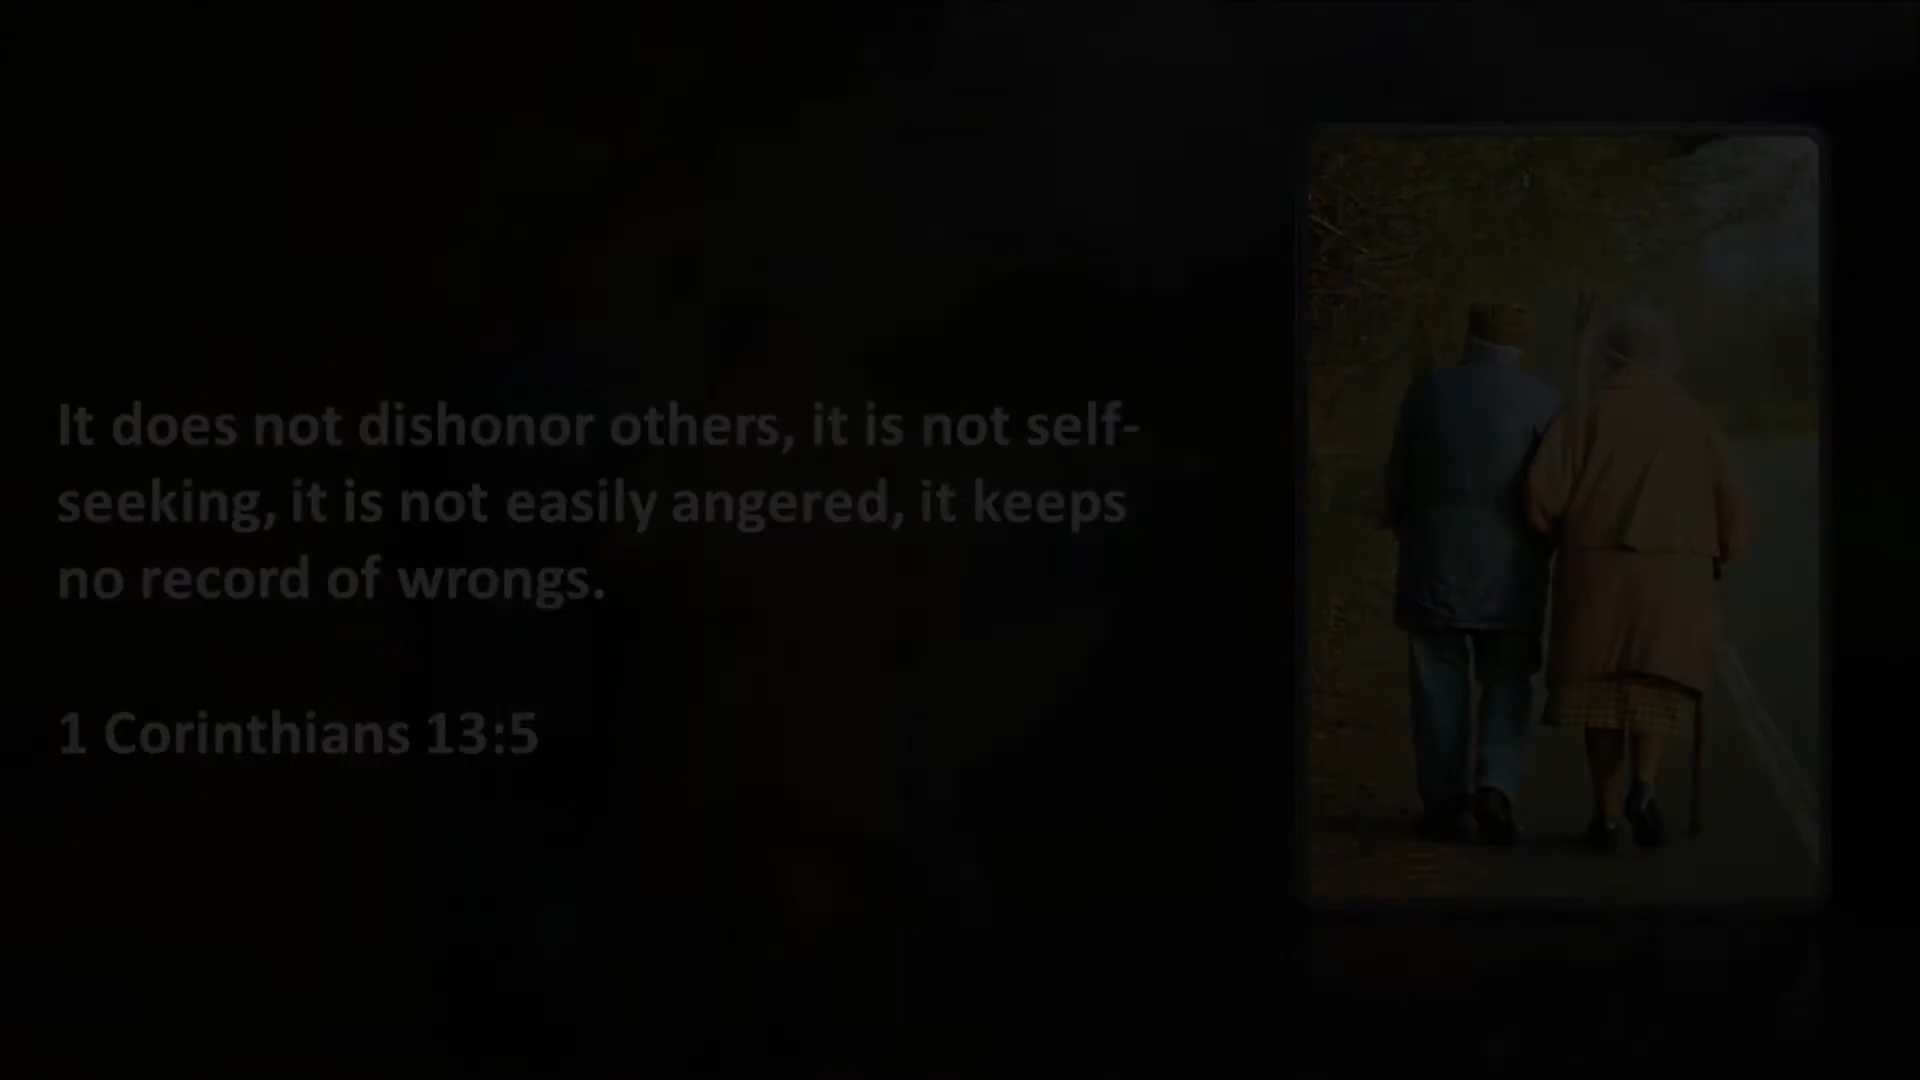 It does not dishonor others, it is not self-
seeking, it is not easily angered, it keeps
no record of wrongs.
1 Corinthians 13:5